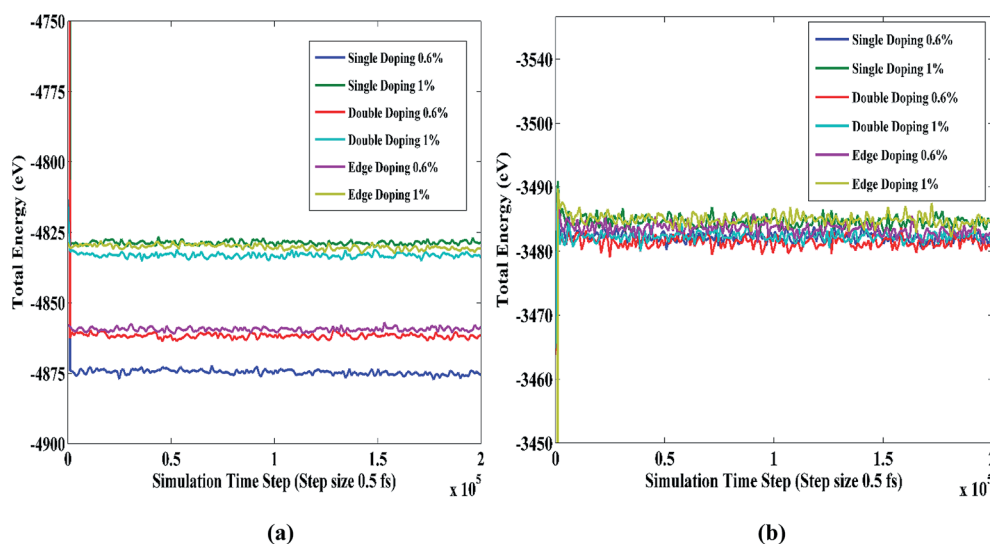 -4750
-4775
-4800
-4825
-4850
-4875
-4900
Total Energy (eV)
Single Doping 0.6%
Single Doping 1%
Double Doping 0.6%
Double Doping 1%
Edge Doping 0.6%
Edge Doping 1%
0 0.5 1 1.5 2
Simulation Time Step (Step size 0.5 fs)
x 10^5
(a)
-3540
-3500
-3490
-3480
-3460
-3450
Total Energy (eV)
Single Doping 0.6%
Single Doping 1%
Double Doping 0.6%
Double Doping 1%
Edge Doping 0.6%
Edge Doping 1%
0 0.5 1 1.5
Simulation Time Step (Step size 0.5 fs)
x 10
(b)